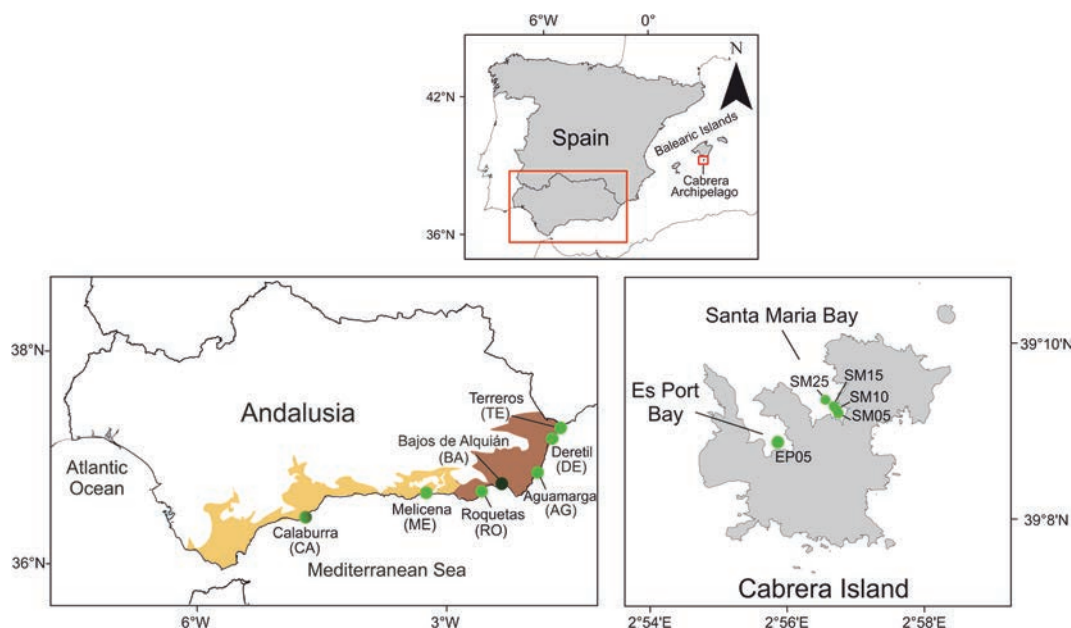 6°W
0°
N
42°N
Spain
Balearic Islands
Cabrera
Archipelago
36°N
38°N
Andalusia
Terreros
(TE)
Bajos de Alquián
(BA)
Deretil
(DE)
Atlantic
Ocean
Aguamarga
(AG)
Melicena
(ME)
Roquetas
(RO)
Calaburra
(CA)
Mediterranean Sea
36°N
6°W
3°W
Santa Maria Bay
39°10'N
SM25
SM15
SM10
SM05
Es Port
Bay
EP05
39°8'N
Cabrera Island
2°54'E
2°56'E
2°58'E